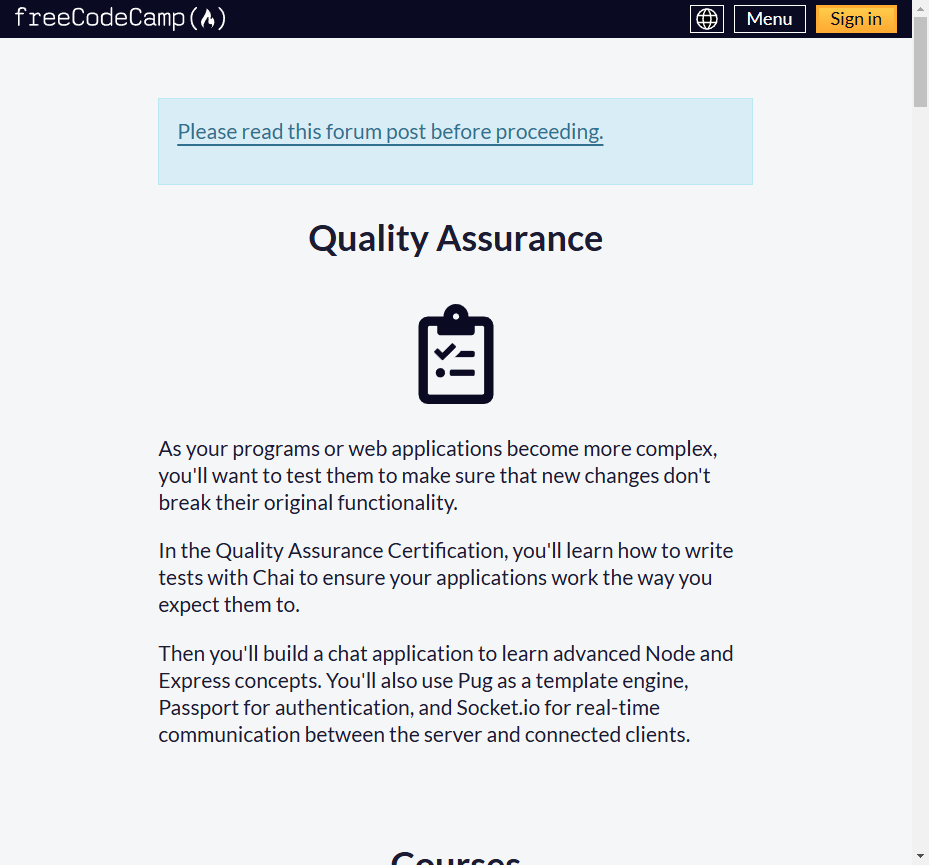 freeCodeCamp
Menu
Sign in
Please read this forum post before proceeding.
Quality Assurance
As your programs or web applications become more complex,
you'll want to test them to make sure that new changes don't
break their original functionality.
In the Quality Assurance Certification, you'll learn how to write
tests with Chai to ensure your applications work the way you
expect them to.
Then you'll build a chat application to learn advanced Node and
Express concepts. You'll also use Pug as a template engine,
Passport for authentication, and Socket.io for real-time
communication between the server and connected clients.
Courses